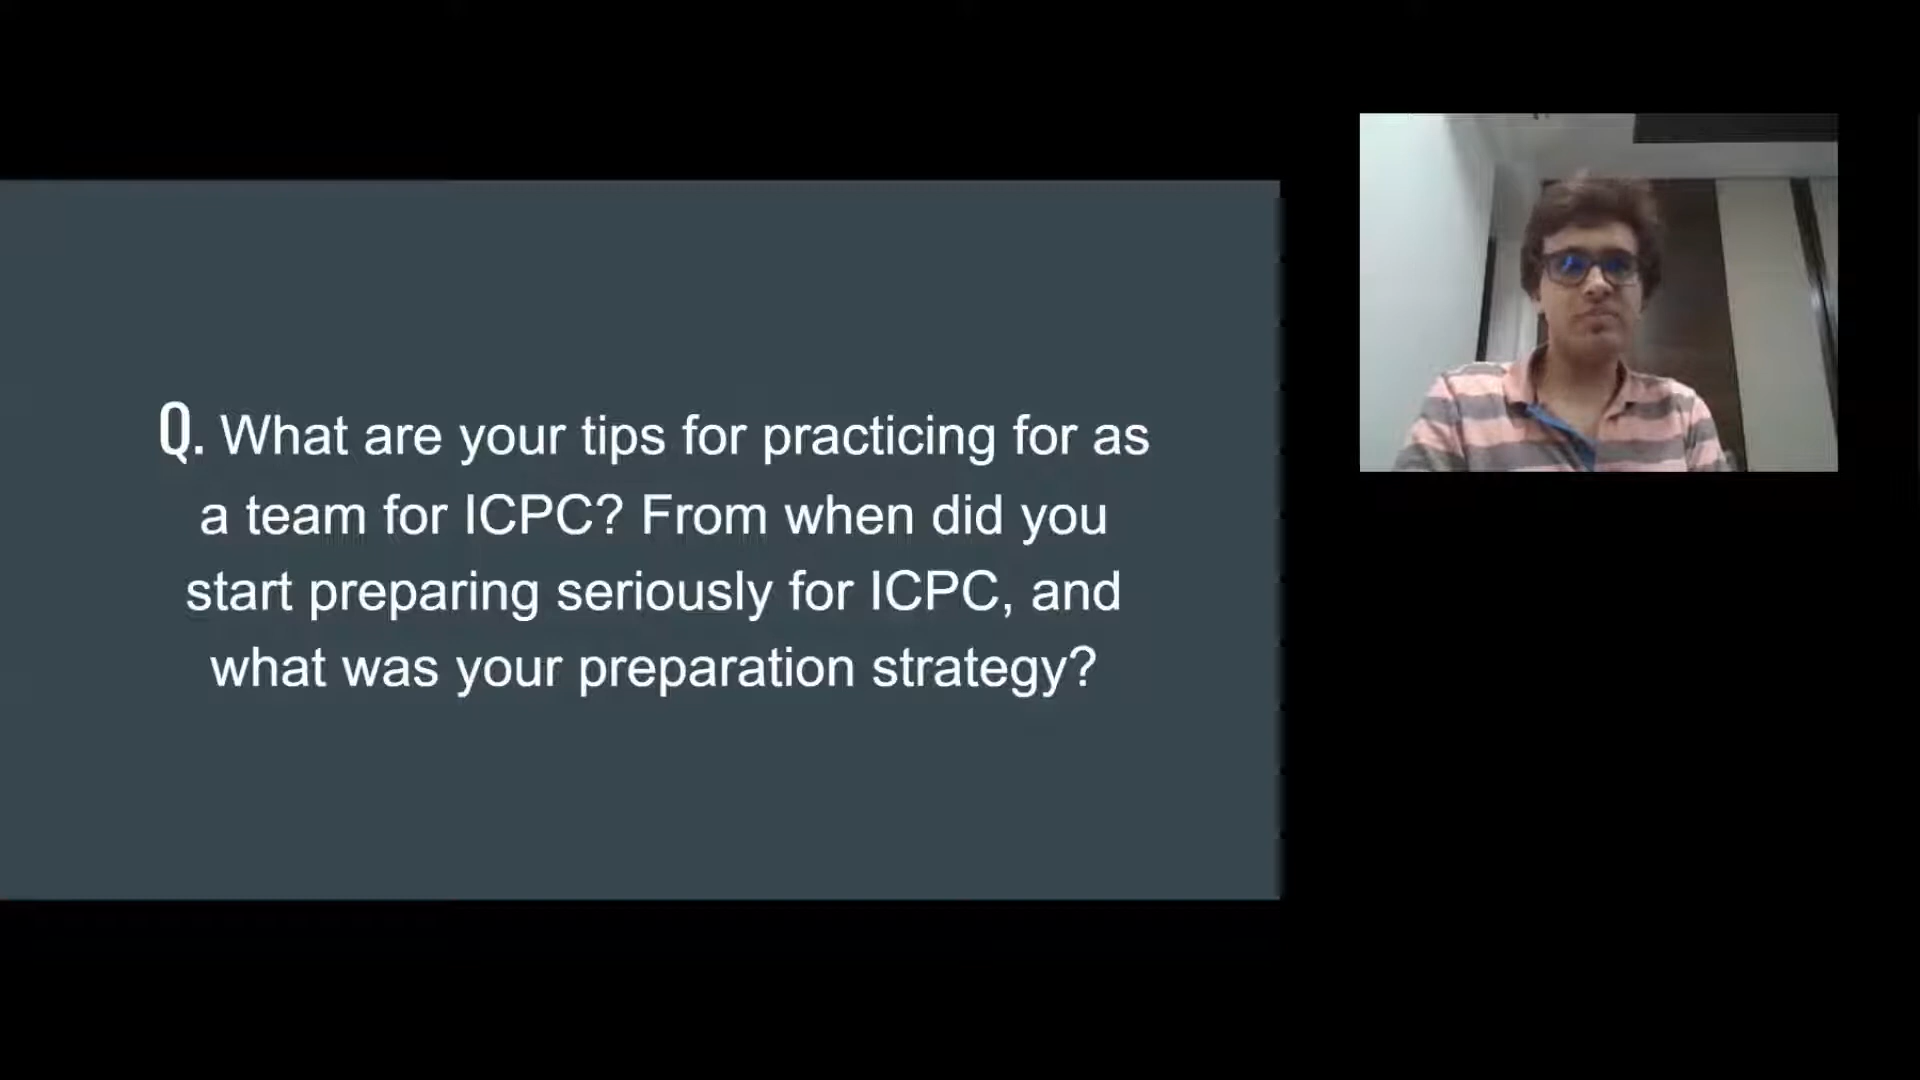 Q. What are your tips for practicing for as
a team for ICPC? From when did you
start preparing seriously for ICPC, and
what was your preparation strategy?